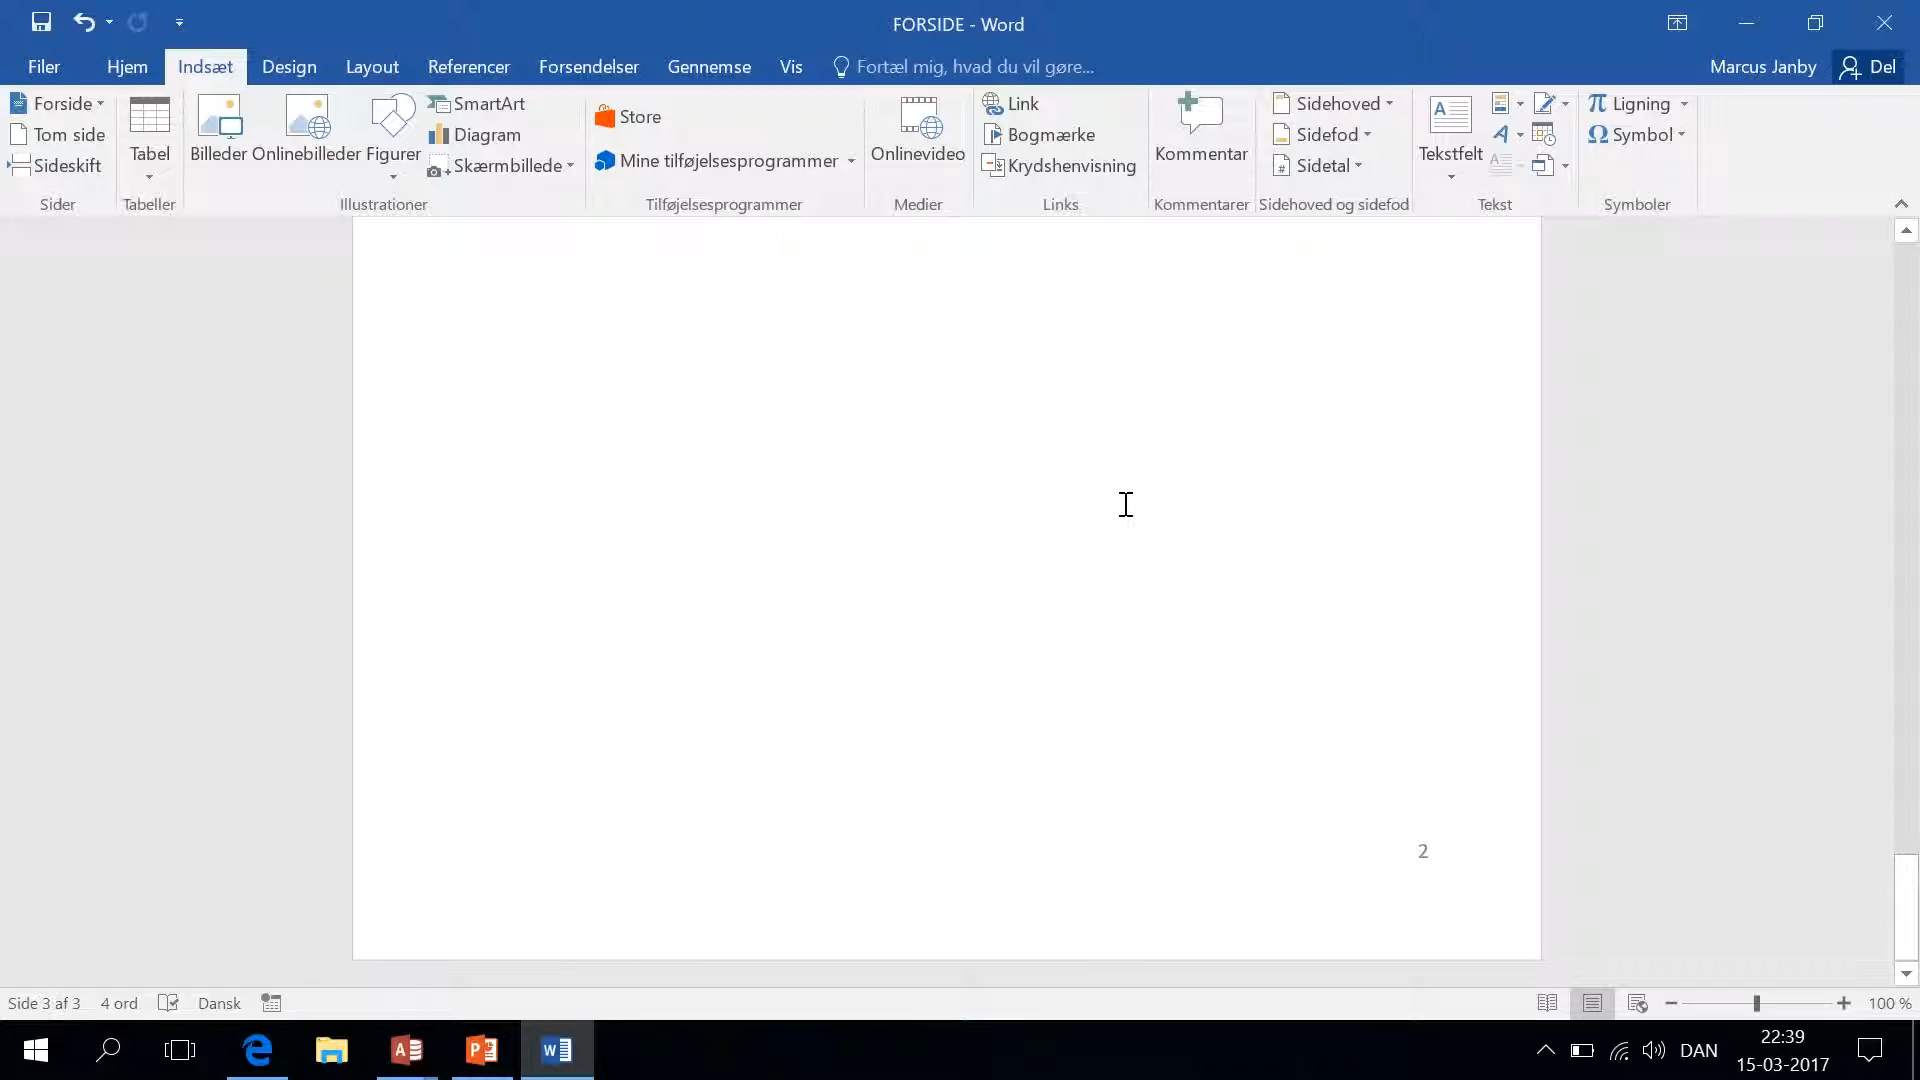 FORSIDE - Word
Filer Hjem Indsæt Design Layout Referencer Forsendelser Gennemse Vis Fortæl mig, hvad du vil gøre... Marcus Janby Del
Forside
Tom side
Sideskift
Sider
Tabel
Tabeller
Billeder
Onlinebilleder
Figurer
SmartArt
Diagram
Skærmbillede
Illustrationer
Store
Mine tilføjelsesprogrammer
Tilføjelsesprogrammer
Onlinevideo
Medier
Link
Bogmærke
Krydshenvisning
Links
Kommentar
Kommentarer
Sidehoved
Sidefod
Sidetal
Sidehoved og sidefod
Tekstfelt
Tekst
Ligning
Symbol
Symboler
2
Side 3 af 3 4 ord Dansk 100 %
DAN
22:39
15-03-2017